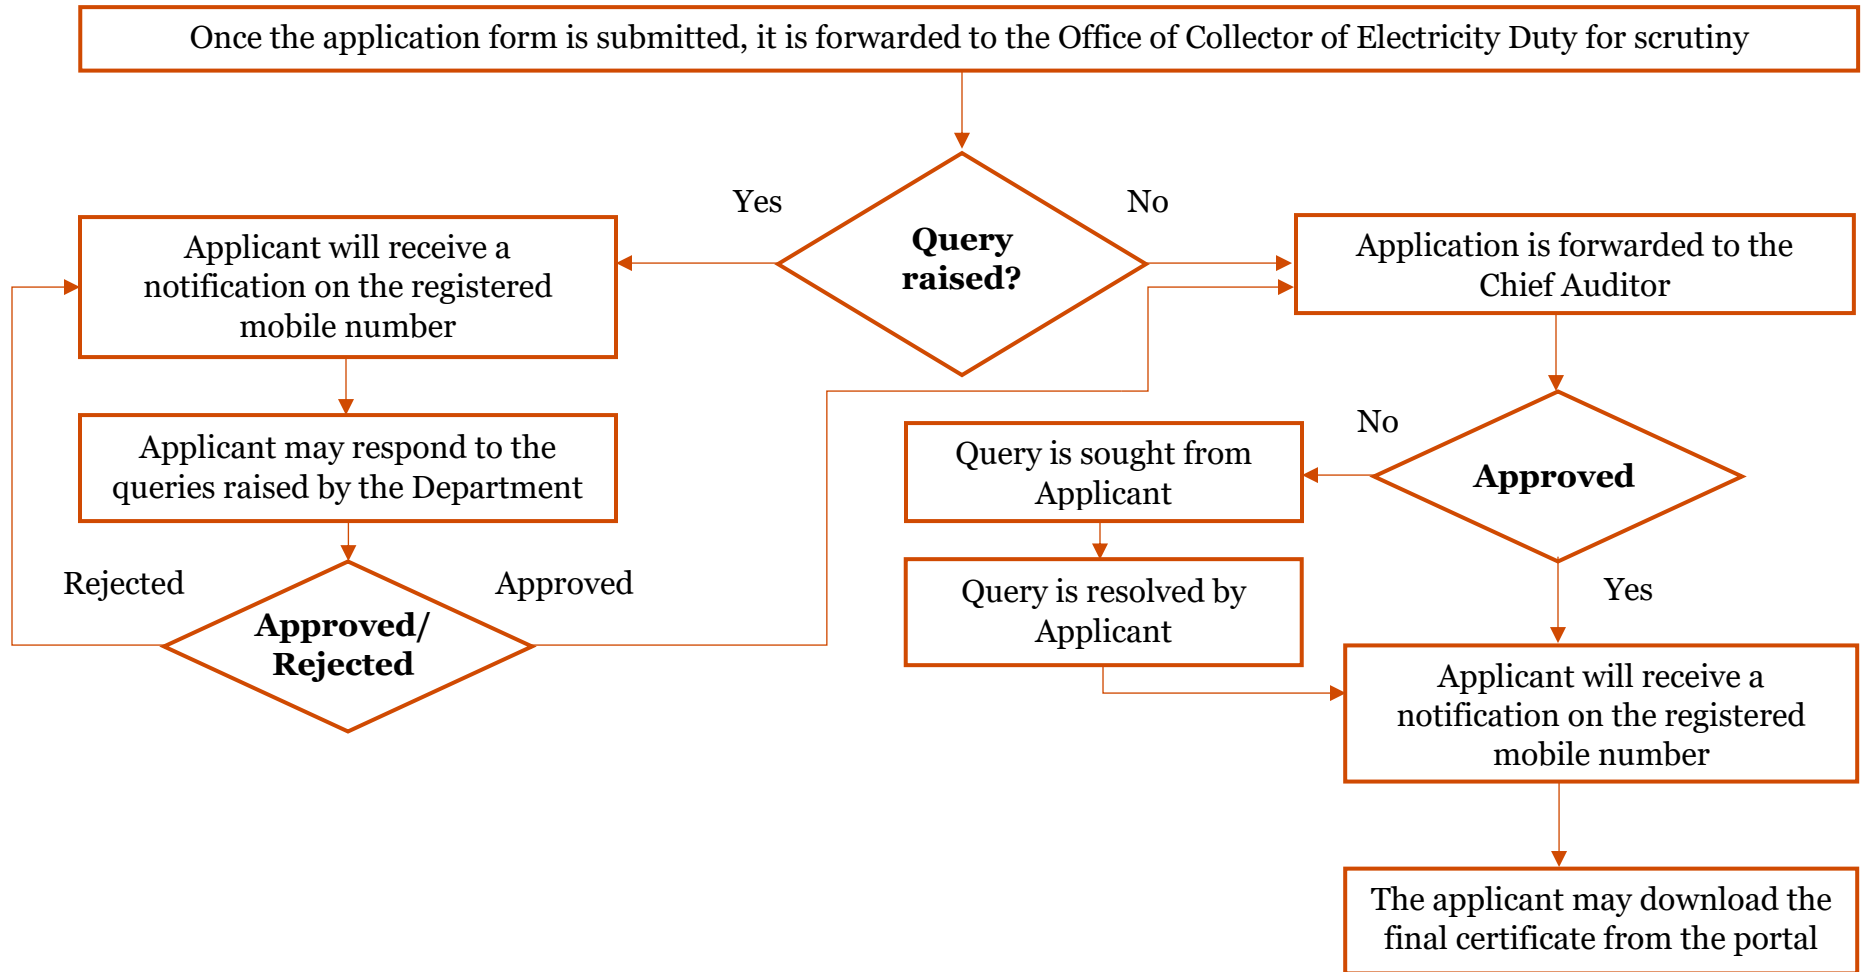 Once the application form is submitted, it is forwarded to the Office of Collector of Electricity Duty for scrutiny
Yes
No
Query
raised?
Applicant will receive a
notification on the registered
mobile number
Application is forwarded to the
Chief Auditor
Applicant may respond to the
queries raised by the Department
No
Query is sought from
Applicant
Approved
Rejected
Approved
Approved/
Rejected
Query is resolved by
Applicant
Yes
Applicant will receive a
notification on the registered
mobile number
The applicant may download the
final certificate from the portal